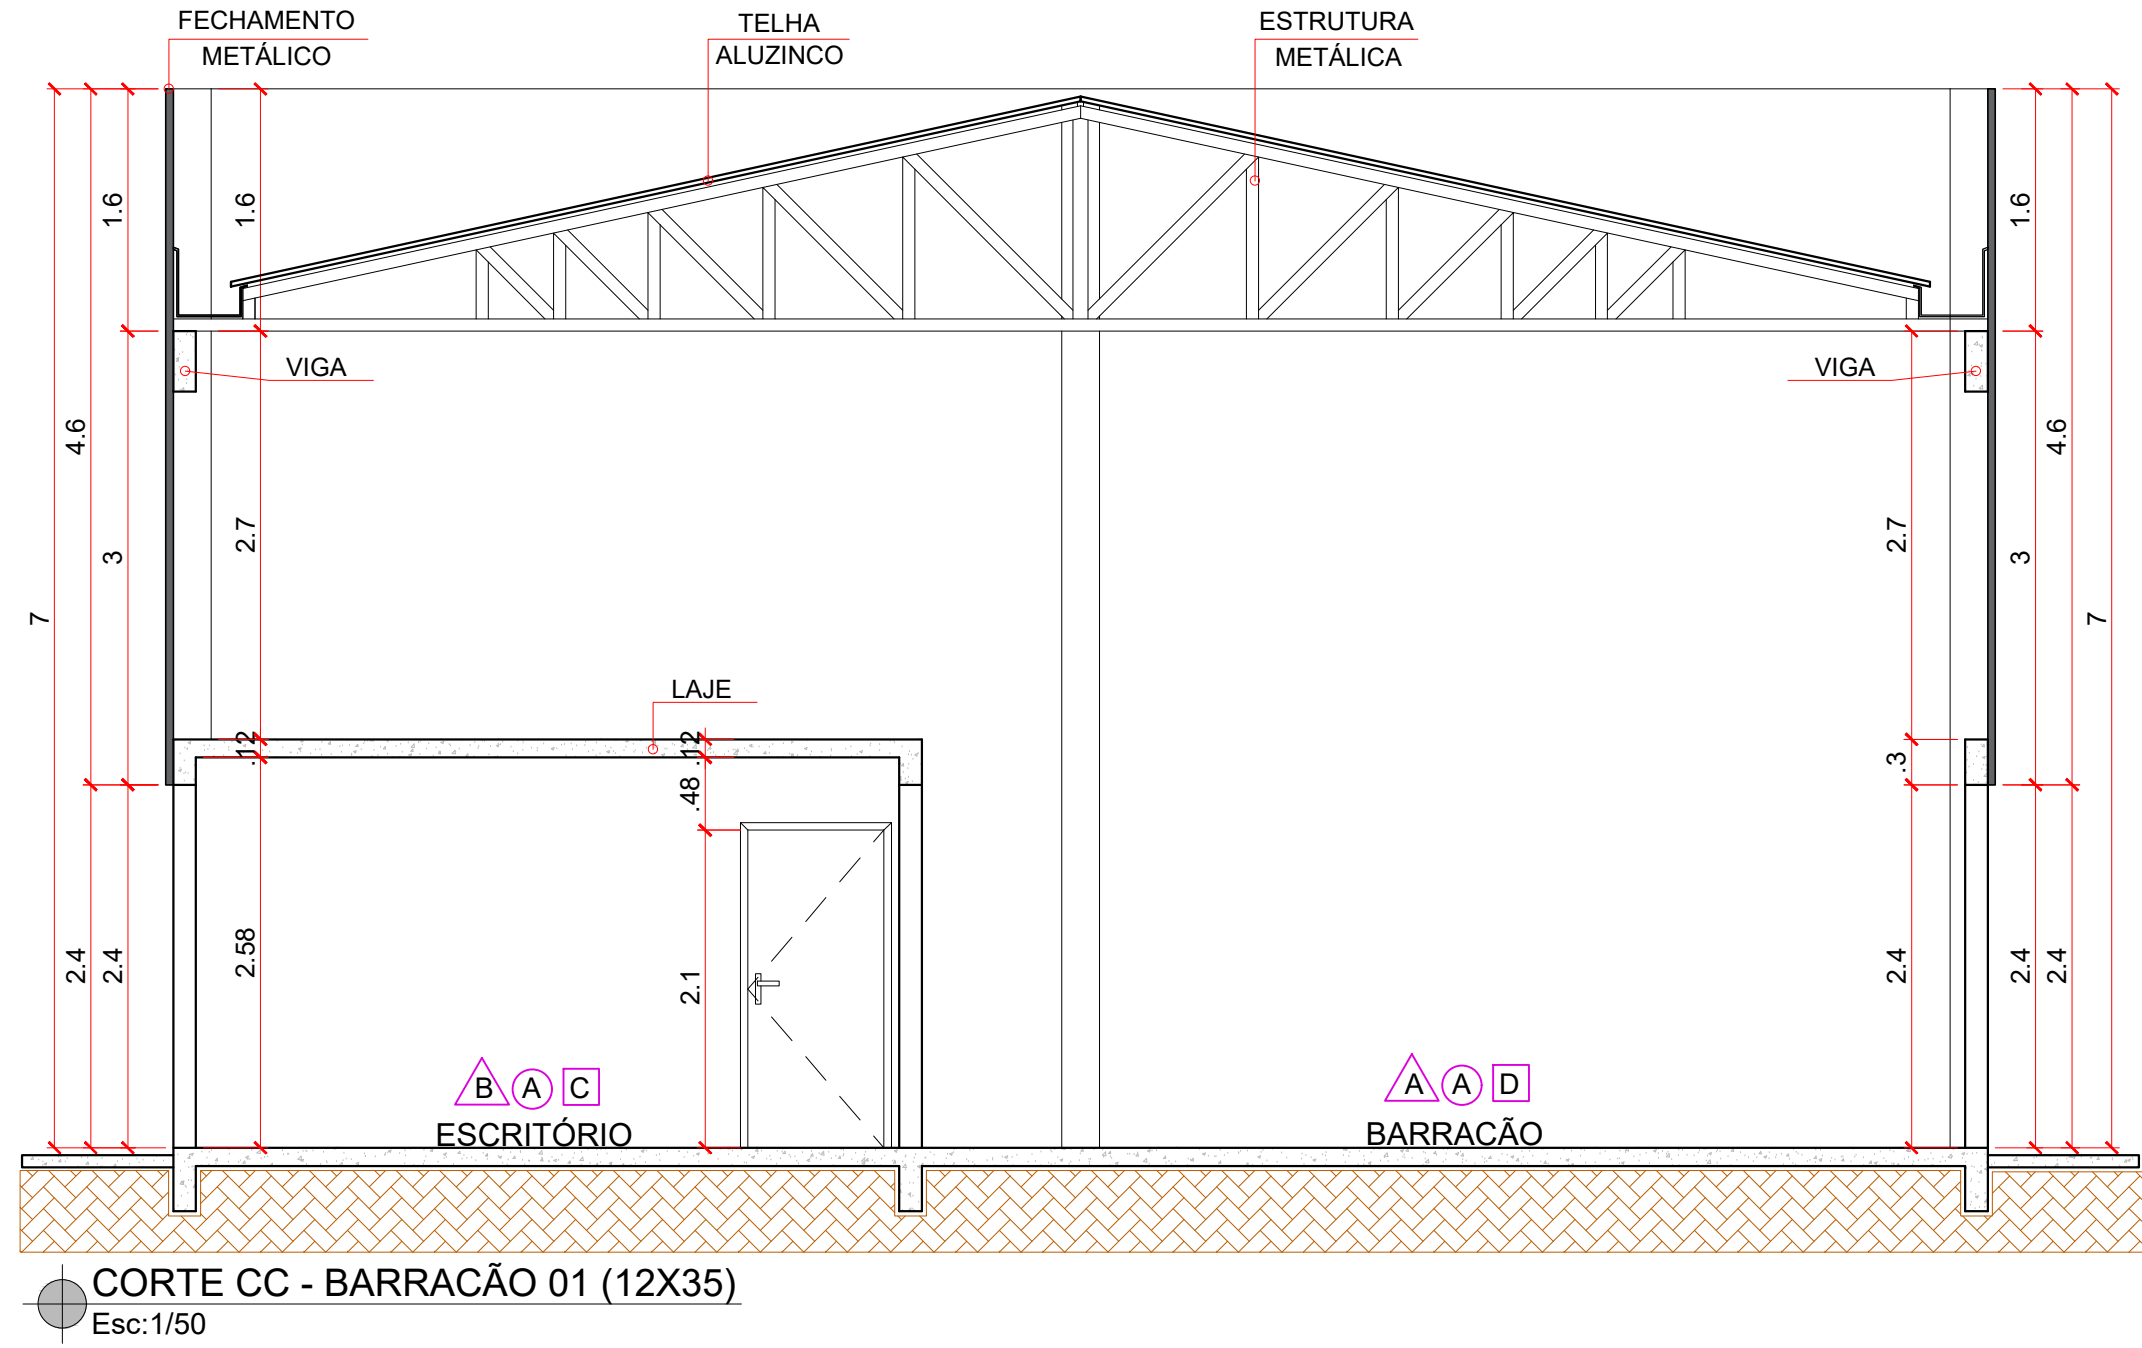 FECHAMENTO
METÁLICO
TELHA
ALUZINCO
ESTRUTURA
METÁLICA
1.6
1.6
1.6
VIGA
VIGA
4.6
4.6
3
2.7
2.7
3
7
7
LAJE
.12
.12
.48
.3
2.4
2.4
2.58
2.1
2.4
2.4
2.4
B A C
ESCRITÓRIO
A A D
BARRACÃO
CORTE CC - BARRACÃO 01 (12X35)
Esc:1/50